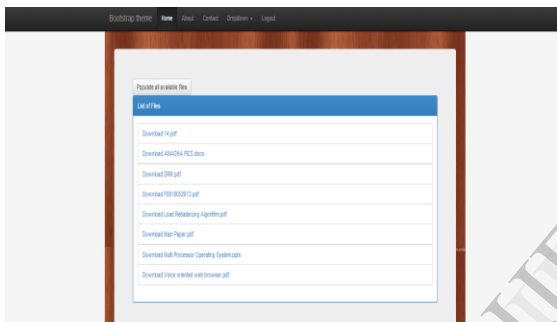 Bootstrap theme Home About Contact Dropdown Logout
Populate all available files
List of Files
Download 14.pdf
Download ANAGHA PICS.docx
Download DRM.pdf
Download Load Rebalancing Algorithm.pdf
Download Main Paper.pdf
Download Multi Processor Operating System.pptx
Download Voice oriented web browser.pdf